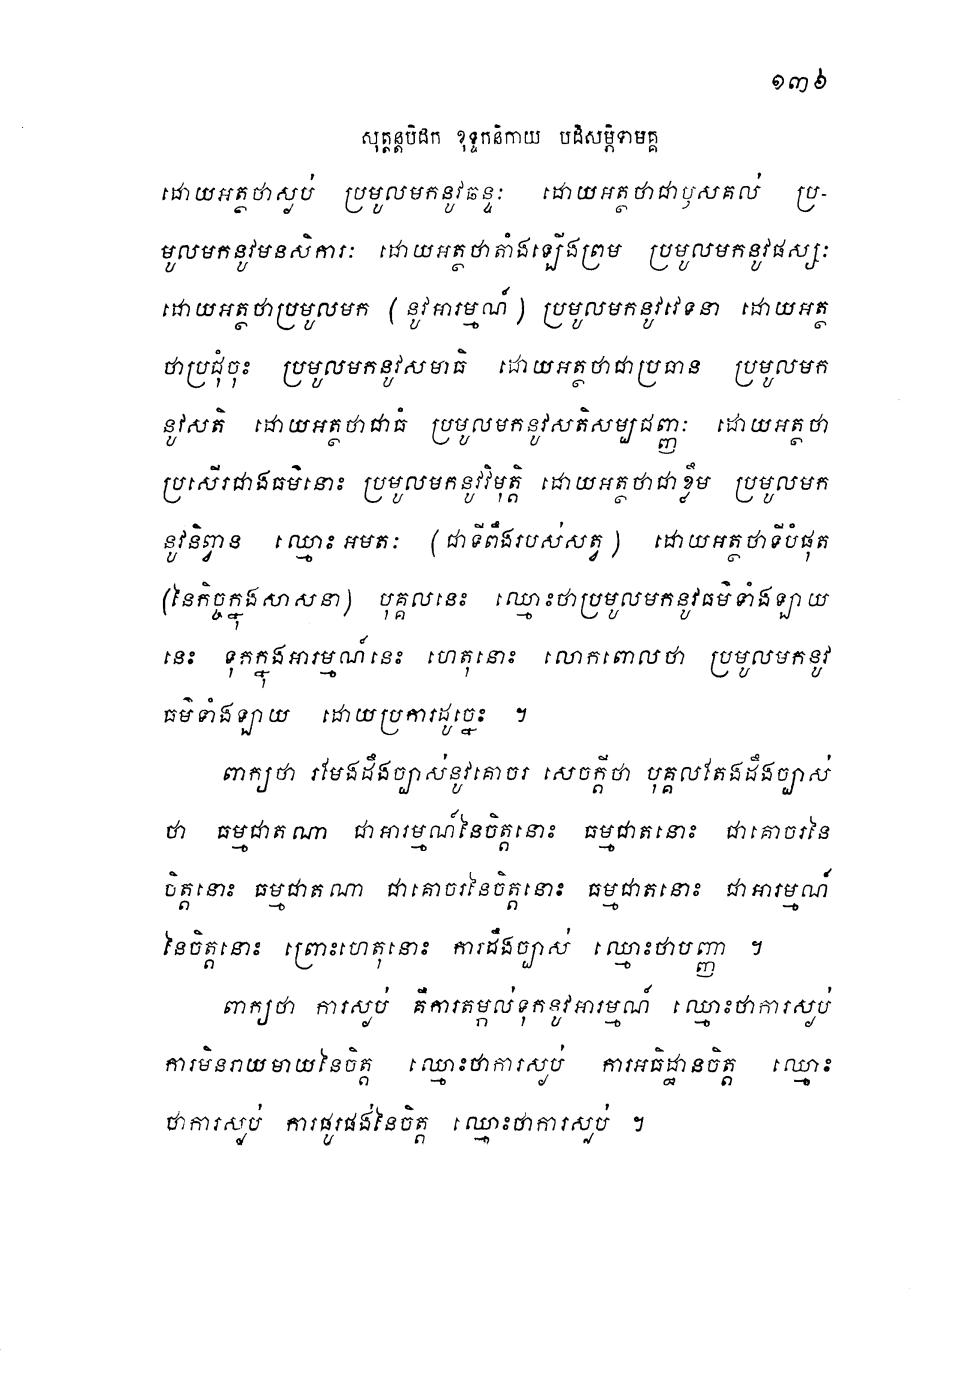 ១៣៦
សុត្តន្តបិដក ខុទ្ទកនិកាយ បដិសម្ភិទាមគ្គ
ដោយអត្ថថាស្ងប់ ប្រមូលមកនូវឆន្ទៈ ដោយអត្ថថាជាឫសគល់ ប្រ-
មូលមកនូវមនសិការៈ ដោយអត្ថថាតាំងឡើងព្រម ប្រមូលមកនូវផស្សៈ
ដោយអត្ថថាប្រមូលមក (នូវអារម្មណ៍) ប្រមូលមកនូវវេទនា ដោយអត្ថ
ថាប្រជុំចុះ ប្រមូលមកនូវសមាធិ ដោយអត្ថថាជាប្រធាន ប្រមូលមក
នូវសតិ ដោយអត្ថថាជាធំ ប្រមូលមកនូវសតិសម្បជញ្ញៈ ដោយអត្ថថា
ប្រសើរជាងធម៌នោះ ប្រមូលមកនូវវិមុត្តិ ដោយអត្ថថាជាខ្លឹម ប្រមូលមក
នូវនិព្វាន ឈ្មោះអមតៈ (ជាទីពឹងរបស់សត្វ) ដោយអត្ថថាទីបំផុត
(នៃកិច្ចក្នុងសាសនា) បុគ្គលនេះ ឈ្មោះថាប្រមូលមកនូវធម៌ទាំងឡាយ
នេះ ទុកក្នុងអារម្មណ៍នេះ ហេតុនោះ លោកពោលថា ប្រមូលមកនូវ
ធម៌ទាំងឡាយ ដោយប្រការដូច្នេះ ។
ពាក្យថា រមែងដឹងច្បាស់នូវគោចរ សេចក្តីថា បុគ្គលតែងដឹងច្បាស់
ថា ធម្មជាតណា ជាអារម្មណ៍នៃចិត្តនោះ ធម្មជាតនោះ ជាគោចរនៃ
ចិត្តនោះ ធម្មជាតណា ជាគោចរនៃចិត្តនោះ ធម្មជាតនោះ ជាអារម្មណ៍
នៃចិត្តនោះ ព្រោះហេតុនោះ ការដឹងច្បាស់ ឈ្មោះថាបញ្ញា ។
ពាក្យថា ការស្ងប់ គឺការតម្កល់ទុកនូវអារម្មណ៍ ឈ្មោះថាការស្ងប់
ការមិនរាយមាយនៃចិត្ត ឈ្មោះថាការស្ងប់ ការអធិដ្ឋានចិត្ត ឈ្មោះ
ថាការស្ងប់ ការផូរផង់នៃចិត្ត ឈ្មោះថាការស្ងប់ ។